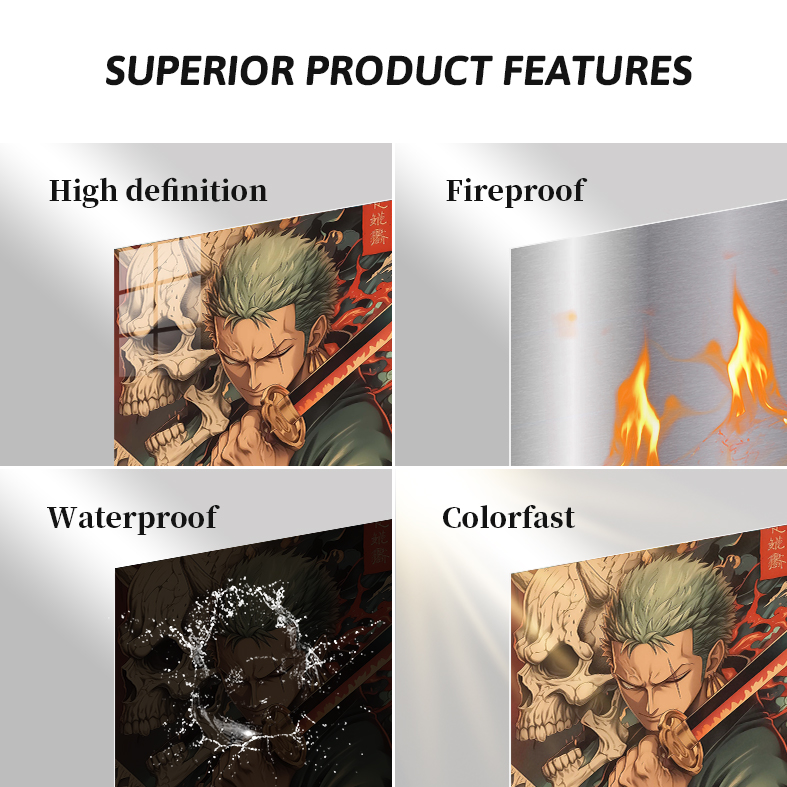 SUPERIOR PRODUCT FEATURES
High definition
Fireproof
Waterproof
Colorfast